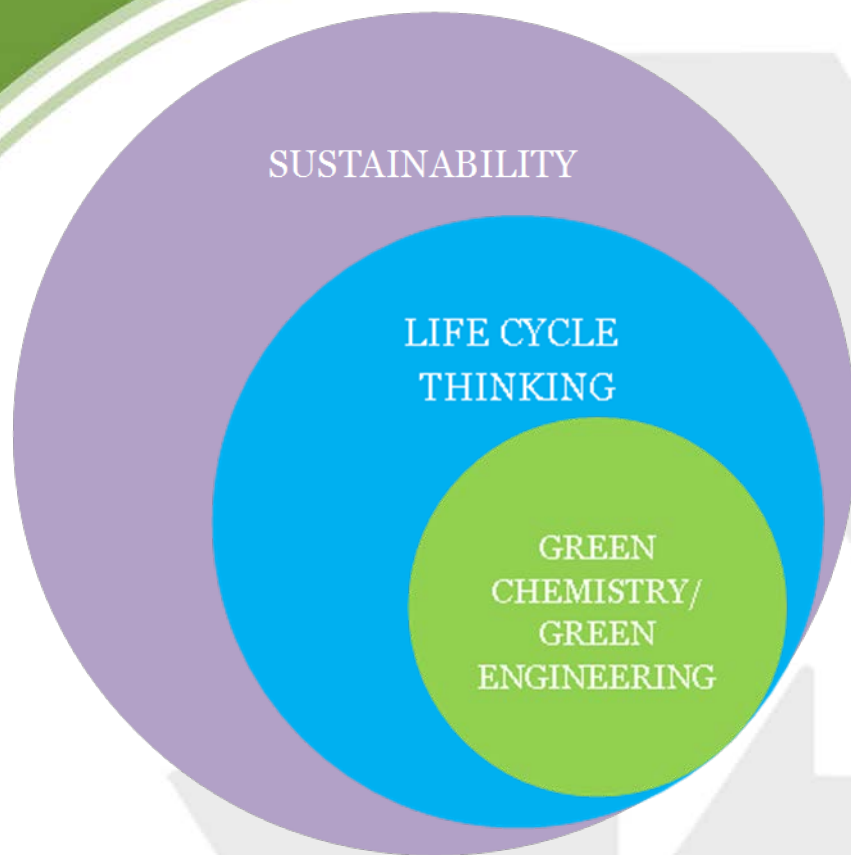 SUSTAINABILITY
LIFE CYCLE
THINKING
GREEN
CHEMISTRY/
GREEN
ENGINEERING